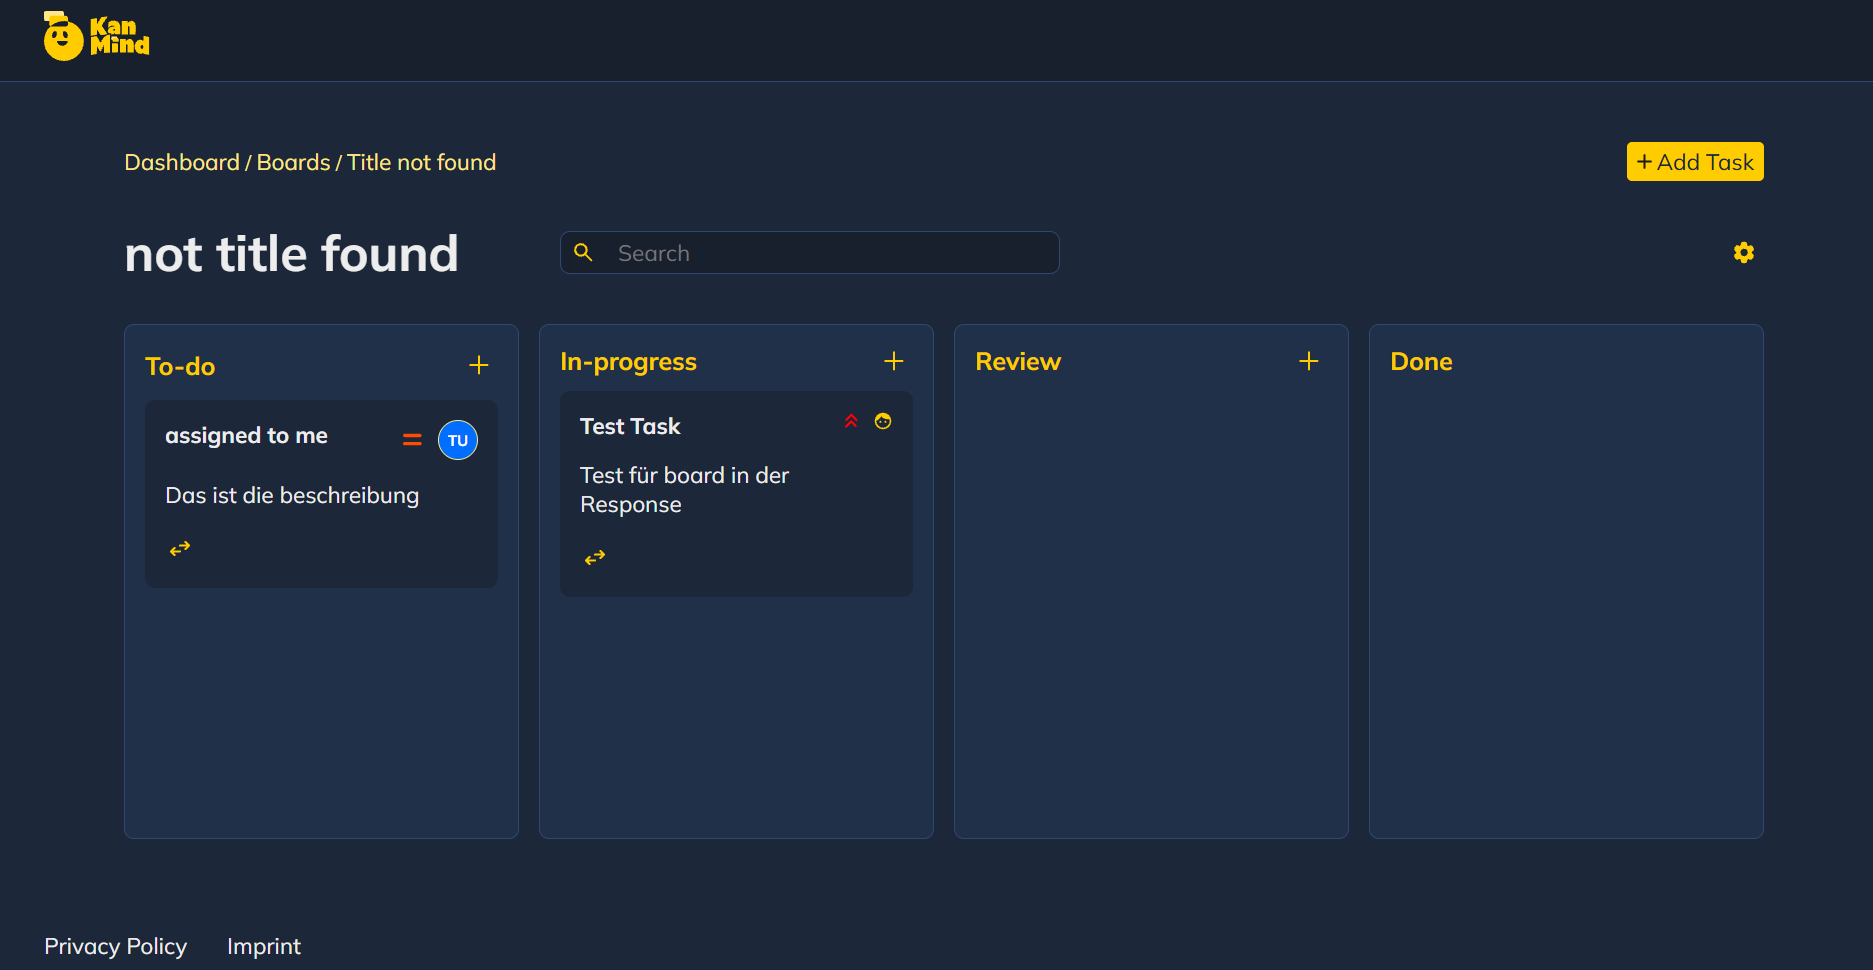 Kan
Mind
Dashboard / Boards / Title not found
+ Add Task
not title found
Search
To-do
assigned to me
TU
Das ist die beschreibung
In-progress
Test Task
Test für board in der
Response
Review
Done
Privacy Policy
Imprint